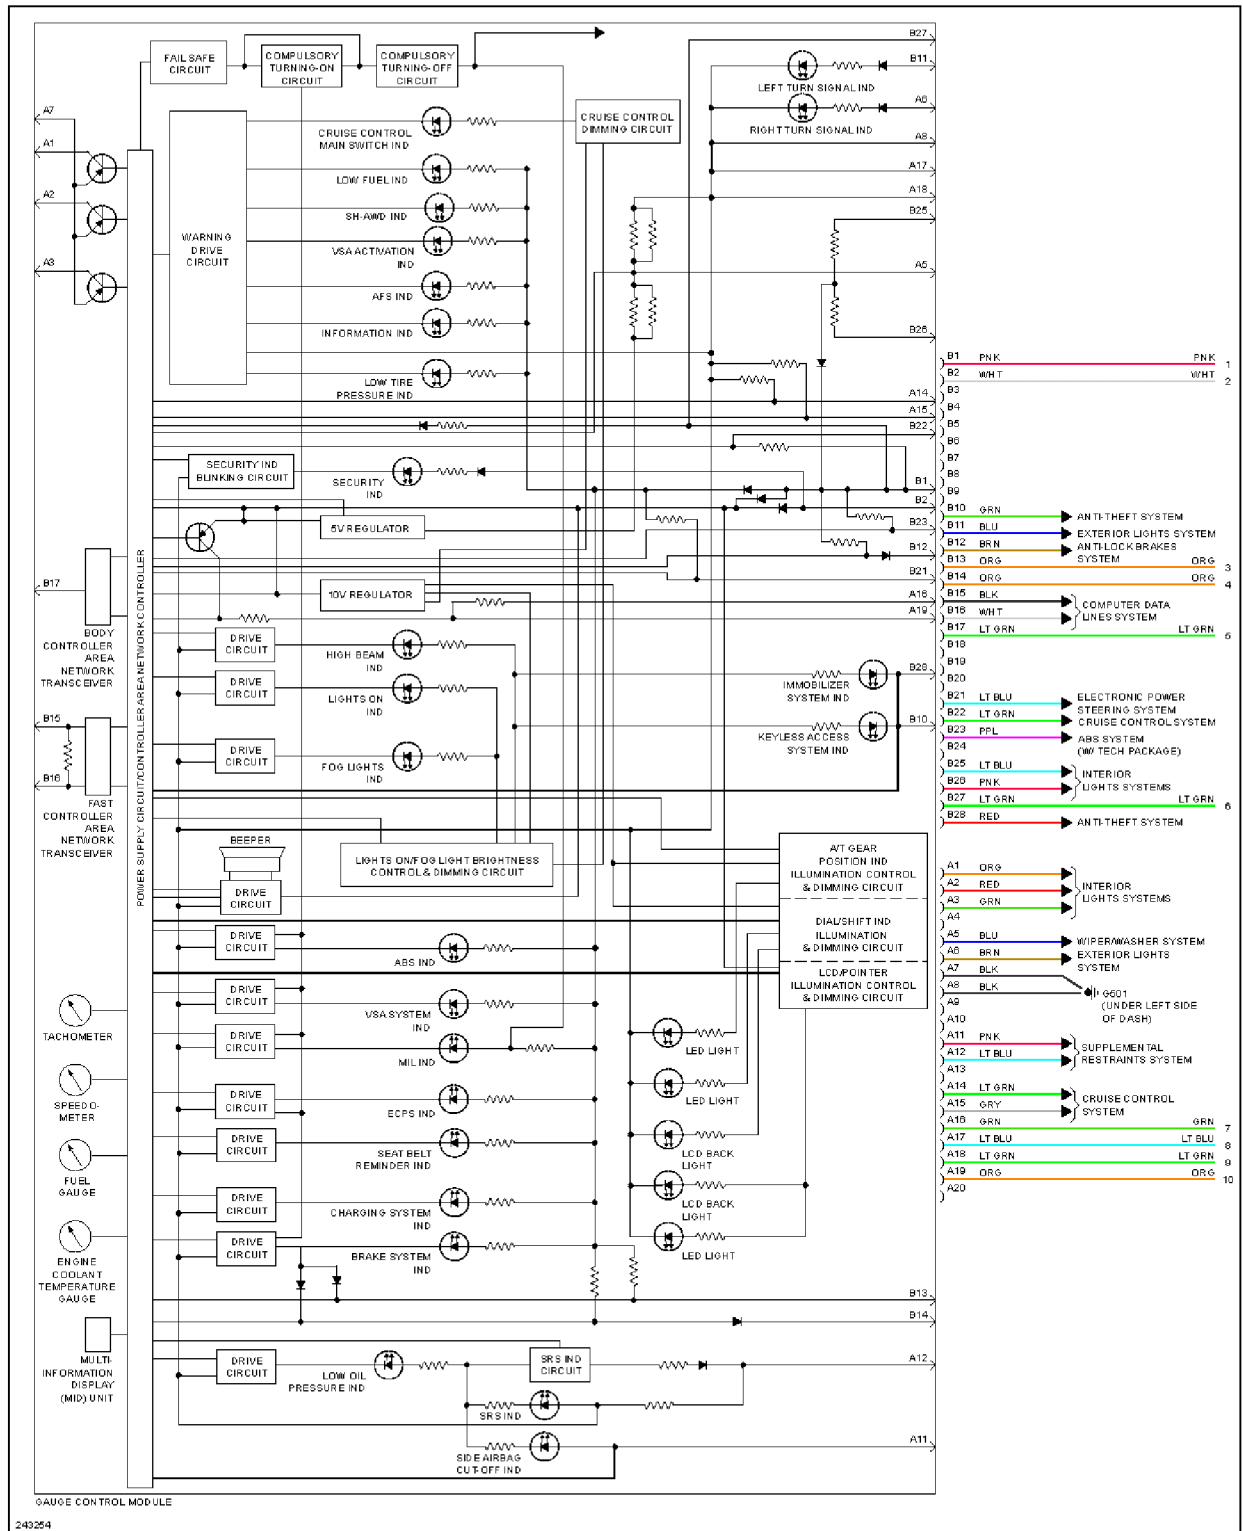 FAIL SAFE
CIRCUIT
COMPULSORY
TURNING-ON
CIRCUIT
COMPULSORY
TURNING-OFF
CIRCUIT
B27
B11
LEFT TURN SIGNAL IND
A7
A6
RIGHT TURN SIGNAL IND
CRUISE CONTROL
DIMMING CIRCUIT
CRUISE CONTROL
MAIN SWITCH IND
A1
A8
LOW FUEL IND
A17
A2
A18
SH-AWD IND
B25
WARNING
DRIVE
CIRCUIT
VSA ACTIVATION
IND
A3
A5
AFS IND
INFORMATION IND
B26
LOW TIRE
PRESSURE IND
A14
A15
B22
SECURITY IND
BLINKING CIRCUIT
SECURITY
IND
B1
B2
5V REGULATOR
B23
B12
B21
10V REGULATOR
A16
A19
B17
BODY
CONTROLLER
AREA
NETWORK
TRANSCEIVER
POWER SUPPLY CIRCUIT/CONTROLLER AREA NETWORK CONTROLLER
DRIVE
CIRCUIT
HIGH BEAM
IND
DRIVE
CIRCUIT
LIGHTS ON
IND
IMMOBILIZER
SYSTEM IND
B28
B15
DRIVE
CIRCUIT
FOG LIGHTS
IND
KEYLESS ACCESS
SYSTEM IND
B10
B16
FAST
CONTROLLER
AREA
NETWORK
TRANSCEIVER
BEEPER
DRIVE
CIRCUIT
LIGHTS ON/FOG LIGHT BRIGHTNESS
CONTROL & DIMMING CIRCUIT
A/T GEAR
POSITION IND
ILLUMINATION CONTROL
& DIMMING CIRCUIT
DIAL/SHIFT IND
ILLUMINATION
& DIMMING CIRCUIT
LCD/POINTER
ILLUMINATION CONTROL
& DIMMING CIRCUIT
DRIVE
CIRCUIT
ABS IND
DRIVE
CIRCUIT
VSA SYSTEM
IND
TACHOMETER
DRIVE
CIRCUIT
MIL IND
LED LIGHT
SPEEDO-
METER
DRIVE
CIRCUIT
ECPS IND
LED LIGHT
DRIVE
CIRCUIT
SEAT BELT
REMINDER IND
LCD BACK
LIGHT
FUEL
GAUGE
DRIVE
CIRCUIT
CHARGING SYSTEM
IND
LCD BACK
LIGHT
DRIVE
CIRCUIT
BRAKE SYSTEM
IND
LED LIGHT
ENGINE
COOLANT
TEMPERATURE
GAUGE
B13
B14
MULTI-
INFORMATION
DISPLAY
(MID) UNIT
DRIVE
CIRCUIT
LOW OIL
PRESSURE IND
SRS IND
CIRCUIT
A12
SRS IND
SIDE AIRBAG
CUT-OFF IND
A11
GAUGE CONTROL MODULE
243254
B1 PNK PNK 1
B2 WHT WHT 2
B3
B4
B5
B6
B7
B8
B9
B10 GRN ANTI-THEFT SYSTEM
B11 BLU EXTERIOR LIGHTS SYSTEM
B12 BRN ANTI-LOCK BRAKES
SYSTEM
B13 ORG ORG 3
B14 ORG ORG 4
B15 BLK COMPUTER DATA
B16 WHT LINES SYSTEM
B17 LT GRN LT GRN 5
B18
B19
B20
B21 LT BLU ELECTRONIC POWER
STEERING SYSTEM
B22 LT GRN CRUISE CONTROL SYSTEM
B23 PPL ABS SYSTEM
(W/ TECH PACKAGE)
B24
B25 LT BLU INTERIOR
B26 PNK LIGHTS SYSTEMS
B27 LT GRN LT GRN 6
B28 RED ANTI-THEFT SYSTEM
A1 ORG
A2 RED INTERIOR
LIGHTS SYSTEMS
A3 GRN
A4
A5 BLU WIPER/WASHER SYSTEM
A6 BRN EXTERIOR LIGHTS
SYSTEM
A7 BLK
A8 BLK G501
(UNDER LEFT SIDE
OF DASH)
A9
A10
A11 PNK SUPPLEMENTAL
A12 LT BLU RESTRAINTS SYSTEM
A13
A14 LT GRN CRUISE CONTROL
A15 GRY SYSTEM
A16 GRN GRN 7
A17 LT BLU LT BLU 8
A18 LT GRN LT GRN 9
A19 ORG ORG 10
A20